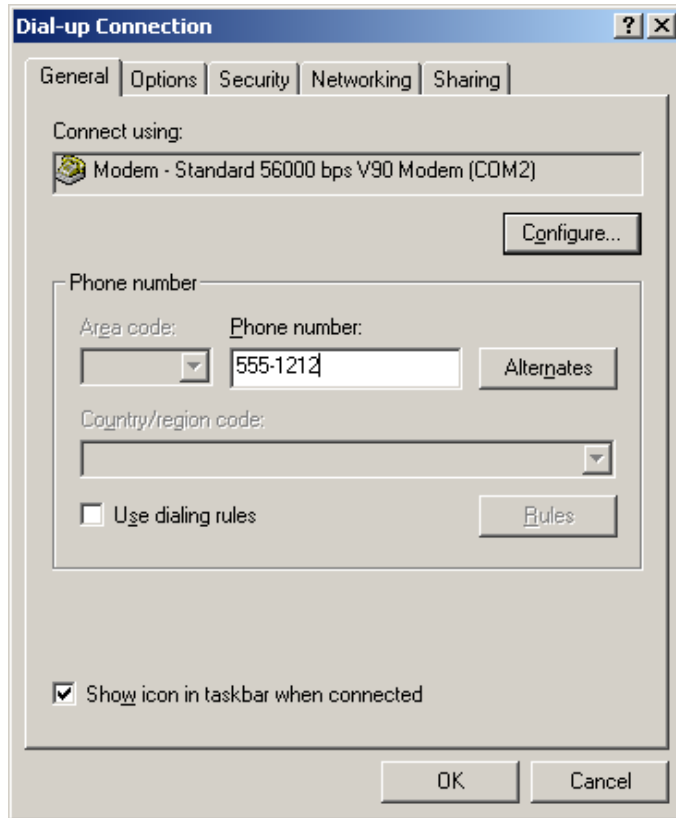 Dial-up Connection
General Options Security Networking Sharing
Connect using:
Modem - Standard 56000 bps V90 Modem (COM2)
Configure...
Phone number
Area code: Phone number:
555-1212 Alternates
Country/region code:
Use dialing rules Rules
Show icon in taskbar when connected
OK Cancel